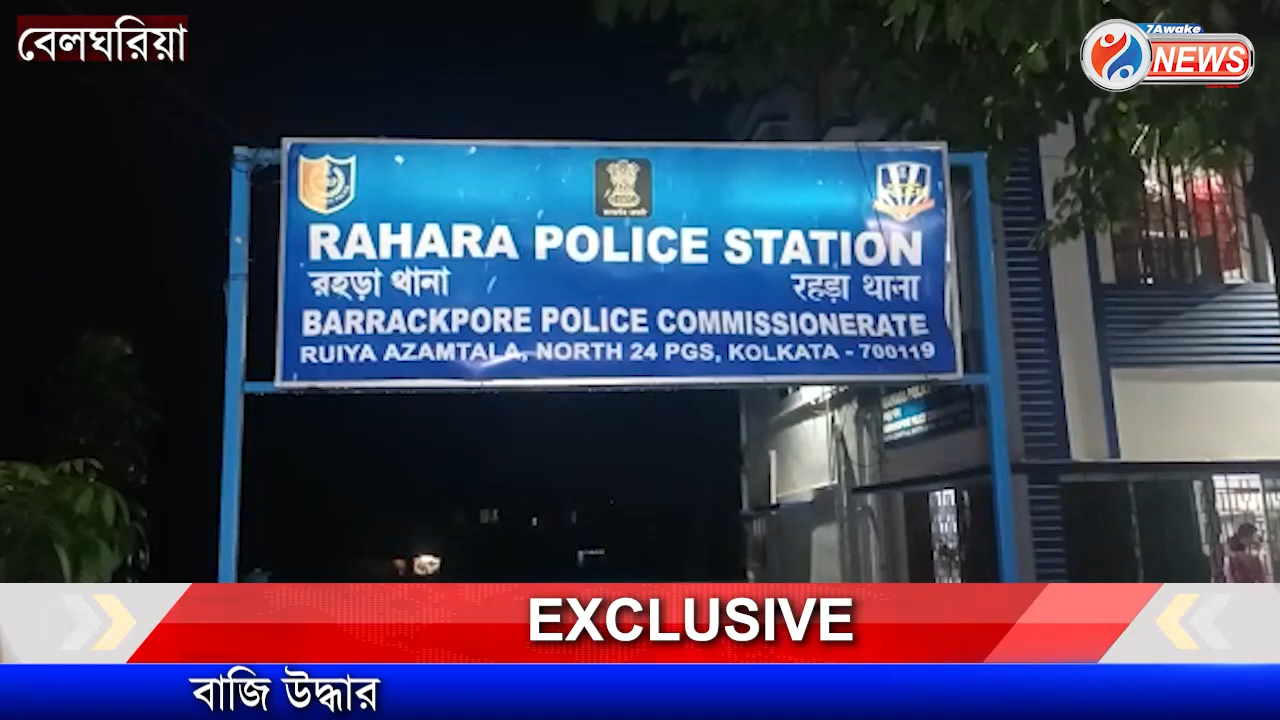 বেলঘরিয়া
7Awake
NEWS
RAHARA POLICE STATION
রহড়া থানা रहड़ा थाना
BARRACKPORE POLICE COMMISSIONERATE
RUIYA AZAMTALA, NORTH 24 PGS, KOLKATA - 700119
EXCLUSIVE
বাজি উদ্ধার